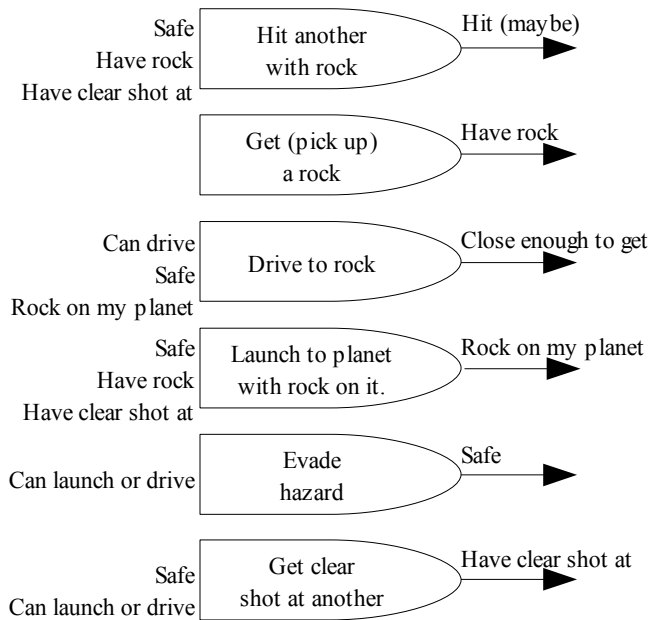 Safe
Have rock
Have clear shot at
Hit another
with rock
Hit (maybe)
Get (pick up)
a rock
Have rock
Can drive
Safe
Rock on my planet
Drive to rock
Close enough to get
Safe
Have rock
Have clear shot at
Launch to planet
with rock on it.
Rock on my planet
Can launch or drive
Evade
hazard
Safe
Safe
Can launch or drive
Get clear
shot at another
Have clear shot at